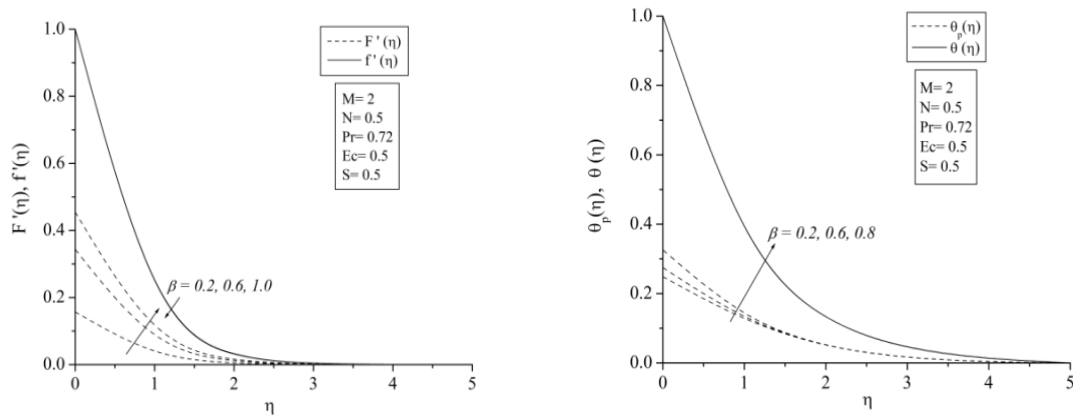 1.0
0.8
0.6
0.4
0.2
0.0
F'(η), f'(η)
0
1
2
3
4
5
η
F'(η)
f'(η)
M= 2
N= 0.5
Pr= 0.72
Ec= 0.5
S= 0.5
β = 0.2, 0.6, 1.0
1.0
0.8
0.6
0.4
0.2
0.0
θp(η), θ(η)
0
1
2
3
4
5
η
θp(η)
θ(η)
M= 2
N= 0.5
Pr= 0.72
Ec= 0.5
S= 0.5
β = 0.2, 0.6, 0.8